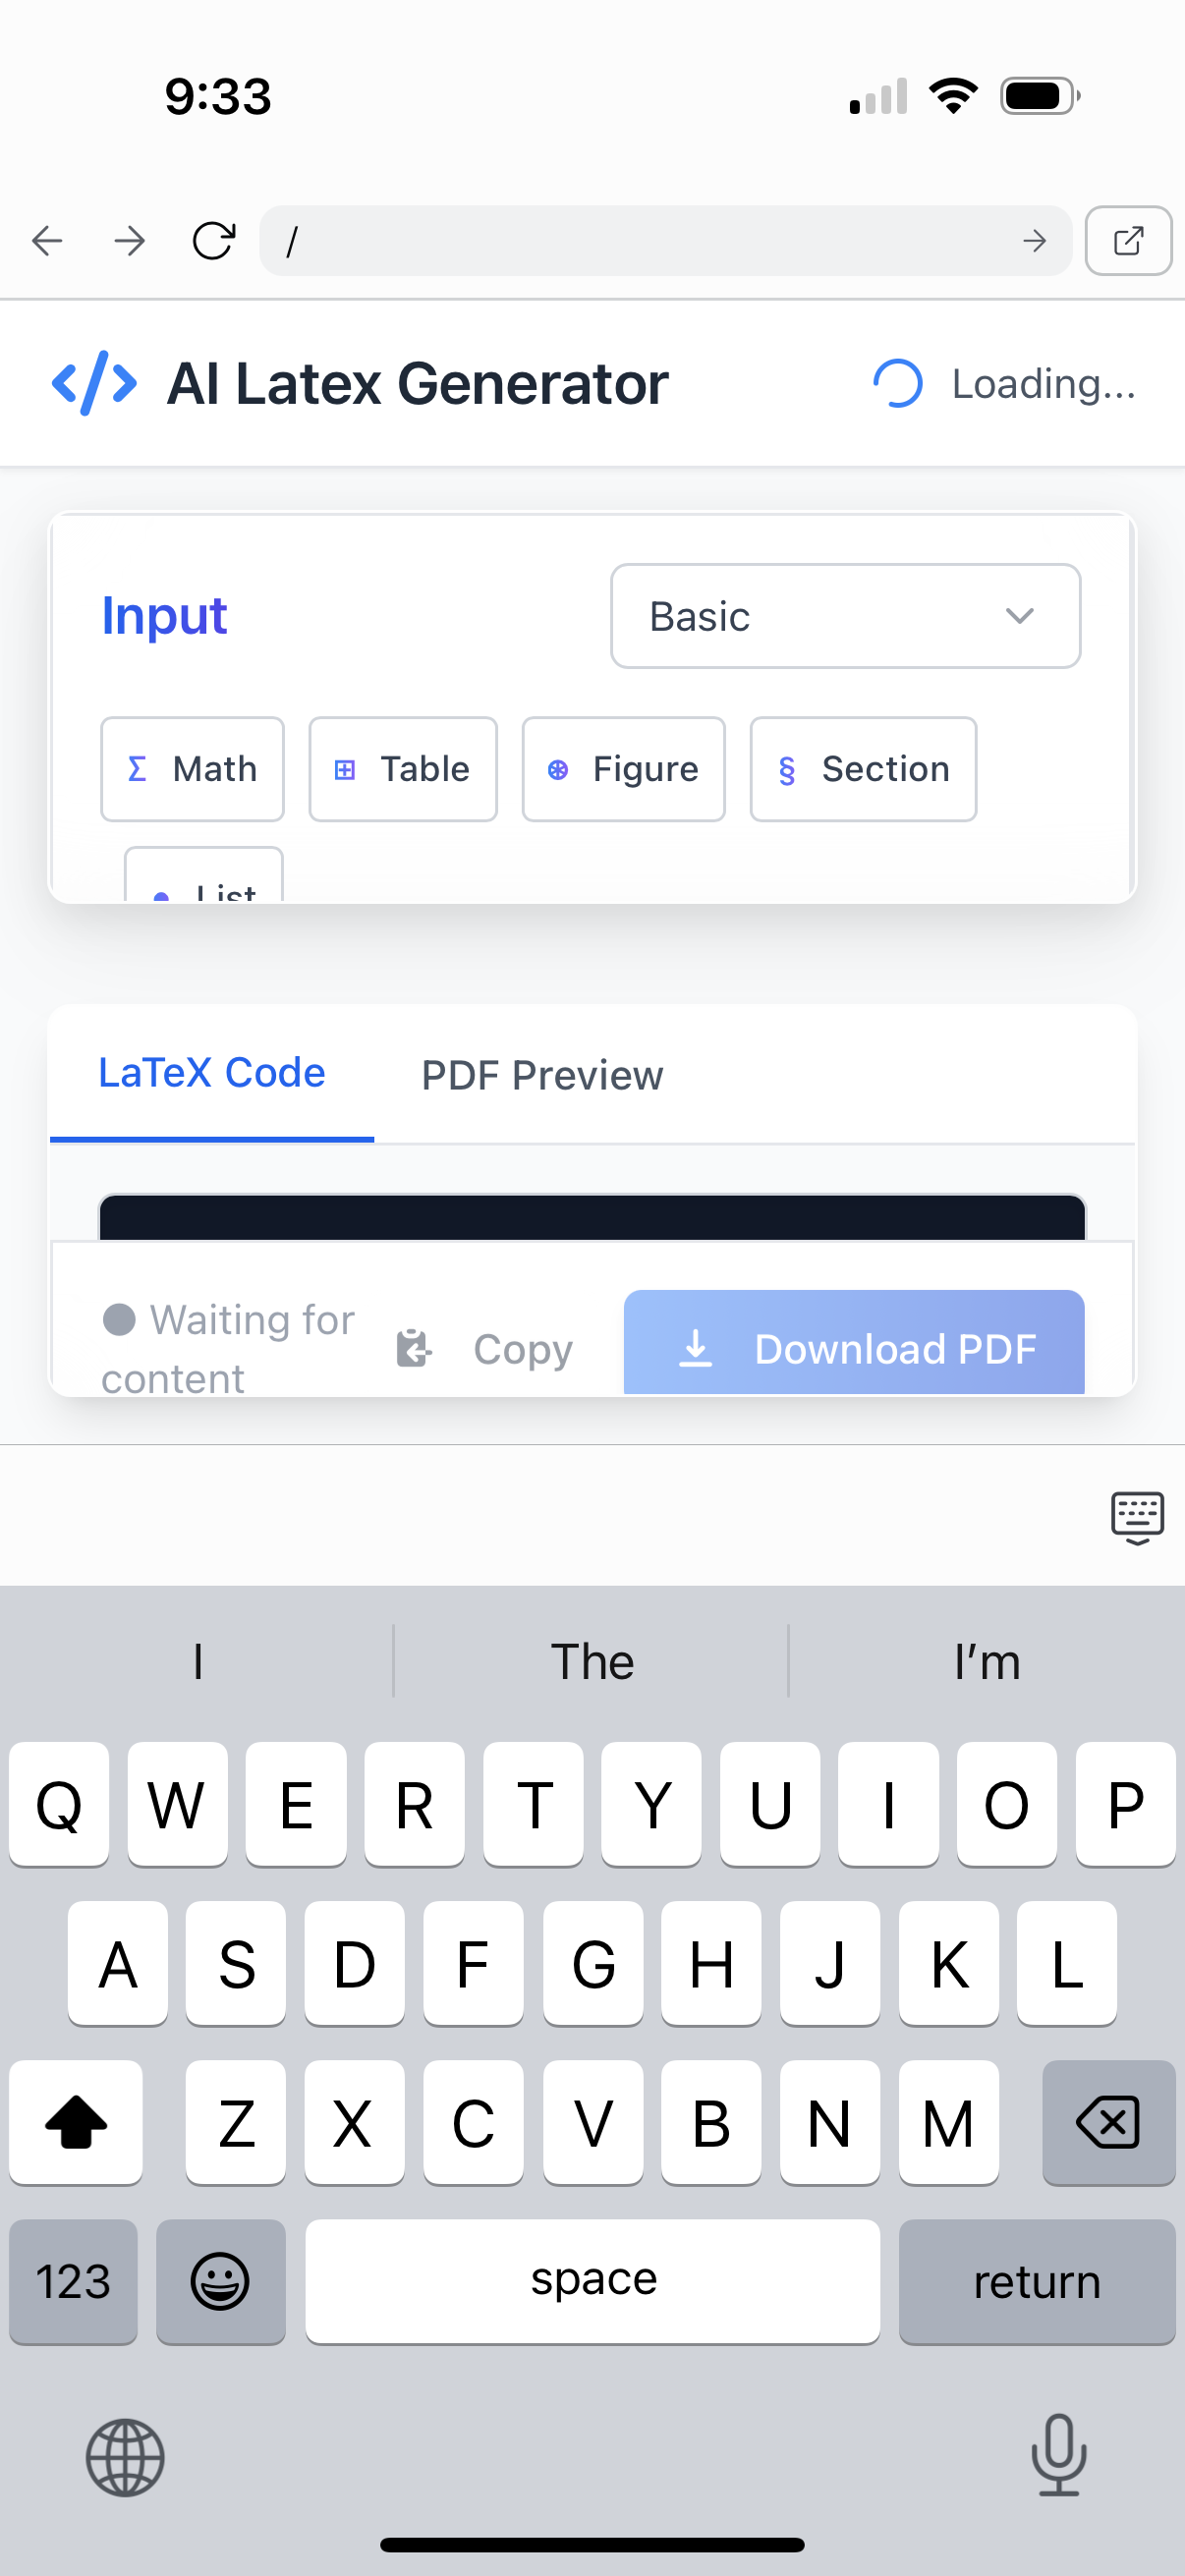 9:33
/
AI Latex Generator
Loading...
Input
Basic
Σ Math
Table
Figure
§ Section
List
LaTeX Code
PDF Preview
Waiting for
content
Copy
Download PDF
I
The
I’m
Q W E R T Y U I O P
A S D F G H J K L
Z X C V B N M
123
space
return